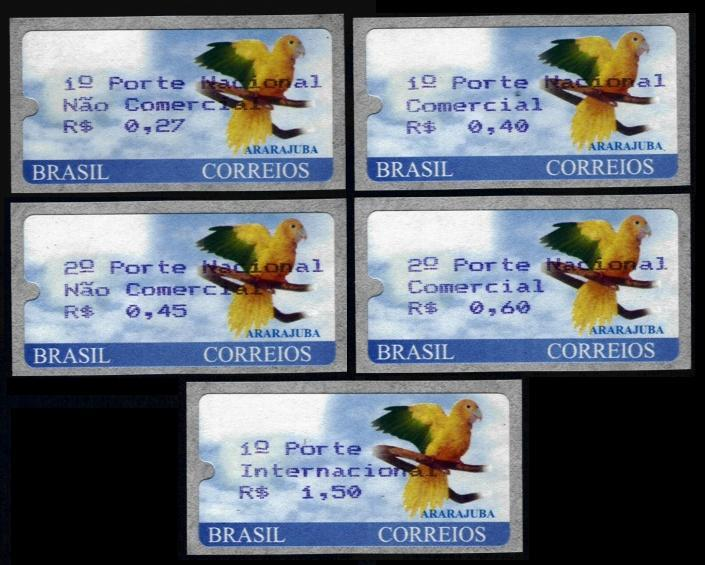 1º Porte Nacional
Não Comercial
R$ 0,27
ARARAJUBA
BRASIL CORREIOS
1º Porte Nacional
Comercial
R$ 0,40
ARARAJUBA
BRASIL CORREIOS
2º Porte Nacional
Não Comercial
R$ 0,45
ARARAJUBA
BRASIL CORREIOS
2º Porte Nacional
Comercial
R$ 0,60
ARARAJUBA
BRASIL CORREIOS
1º Porte
Internacional
R$ 1,50
ARARAJUBA
BRASIL CORREIOS